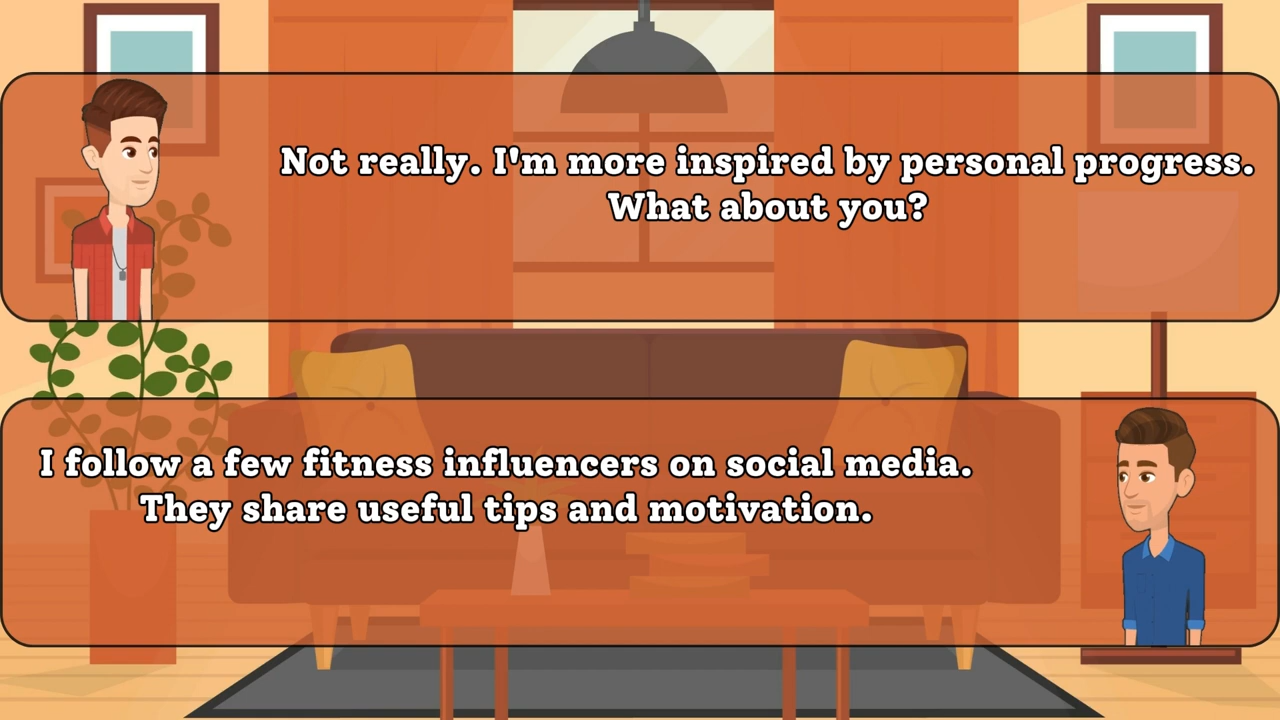 Not really. I'm more inspired by personal progress.
What about you?
I follow a few fitness influencers on social media.
They share useful tips and motivation.